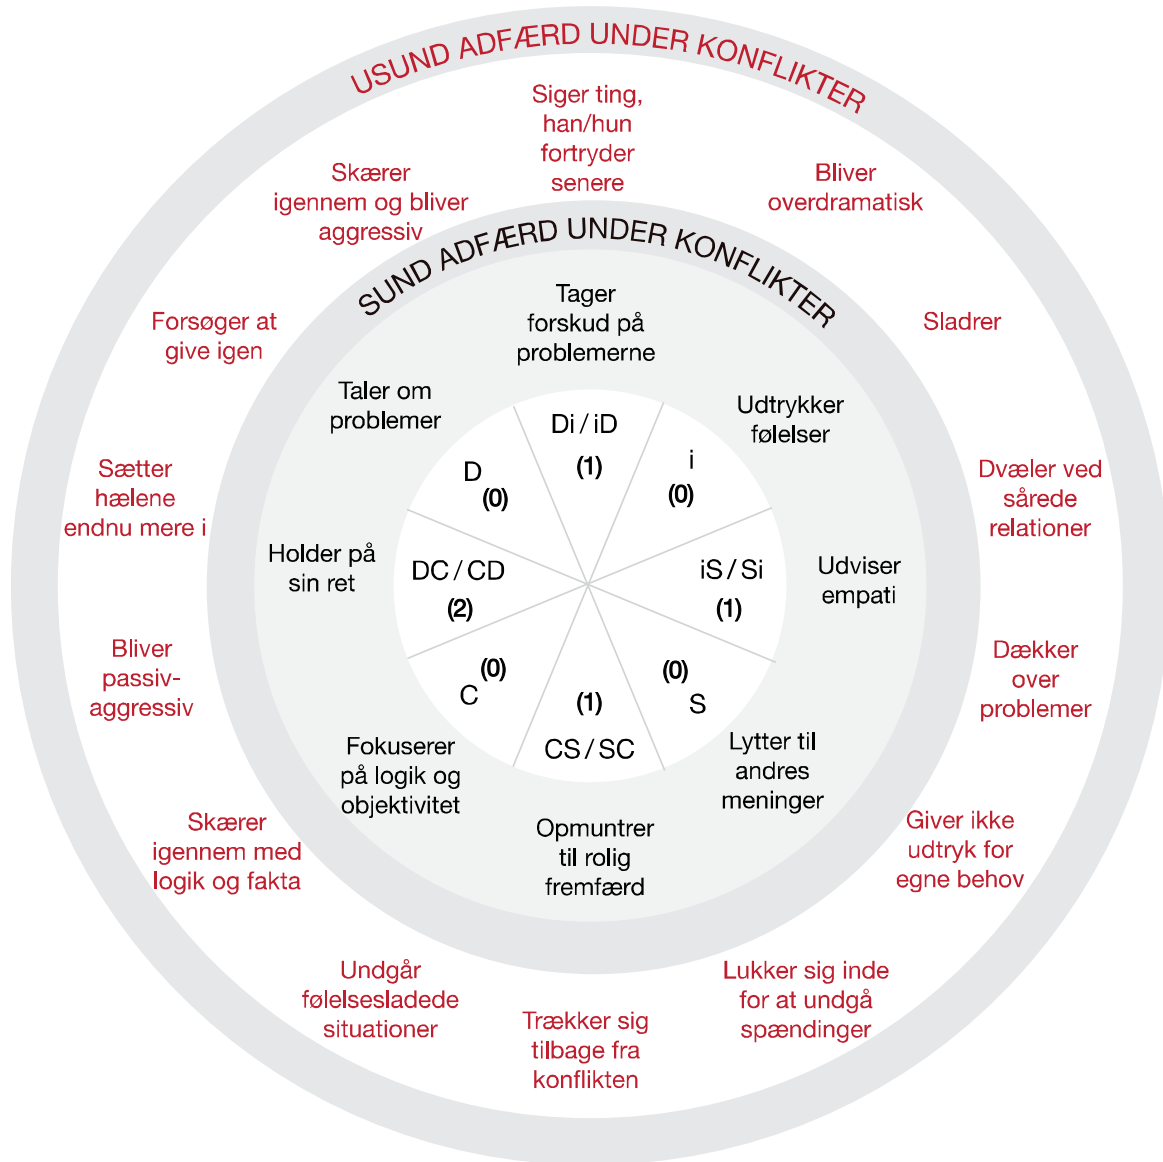 USUND ADFÆRD UNDER KONFLIKTER
Siger ting,
han/hun
fortryder
senere
Bliver
overdramatisk
Sladrer
Dvæler ved
sårede
relationer
Dækker
over
problemer
Giver ikke
udtryk for
egne behov
Lukker sig inde
for at undgå
spændinger
Trækker sig
tilbage fra
konflikten
Undgår
følelsesladede
situationer
Skærer
igennem med
logik og fakta
Bliver
passiv-
aggressiv
Sætter
hælene
endnu mere i
Forsøger at
give igen
Skærer
igennem og bliver
aggressiv
SUND ADFÆRD UNDER KONFLIKTER
Tager
forskud på
problemerne
Udtrykker
følelser
Udviser
empati
Lytter til
andres
meninger
Opmuntrer
til rolig
fremfærd
Fokuserer
på logik og
objektivitet
Holder på
sin ret
Taler om
problemer
Di / iD
(1)
i
(0)
iS / Si
(1)
(0)
S
(1)
CS / SC
(0)
C
DC / CD
(2)
D
(0)